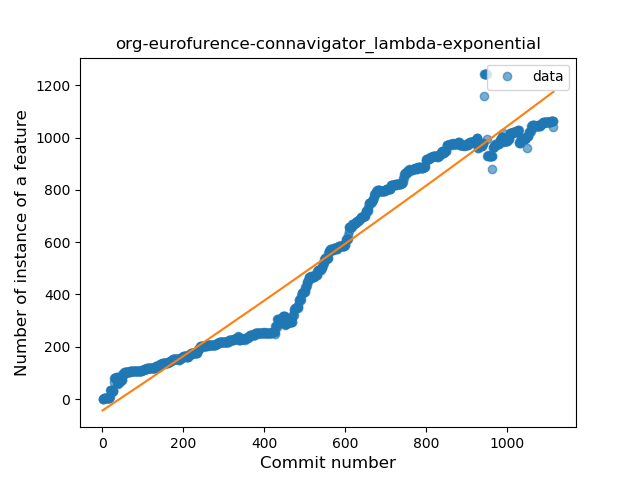 org-eurofurence-connavigator_lambda-exponential
data
Number of instance of a feature
1200
1000
800
600
400
200
0
0 200 400 600 800 1000
Commit number